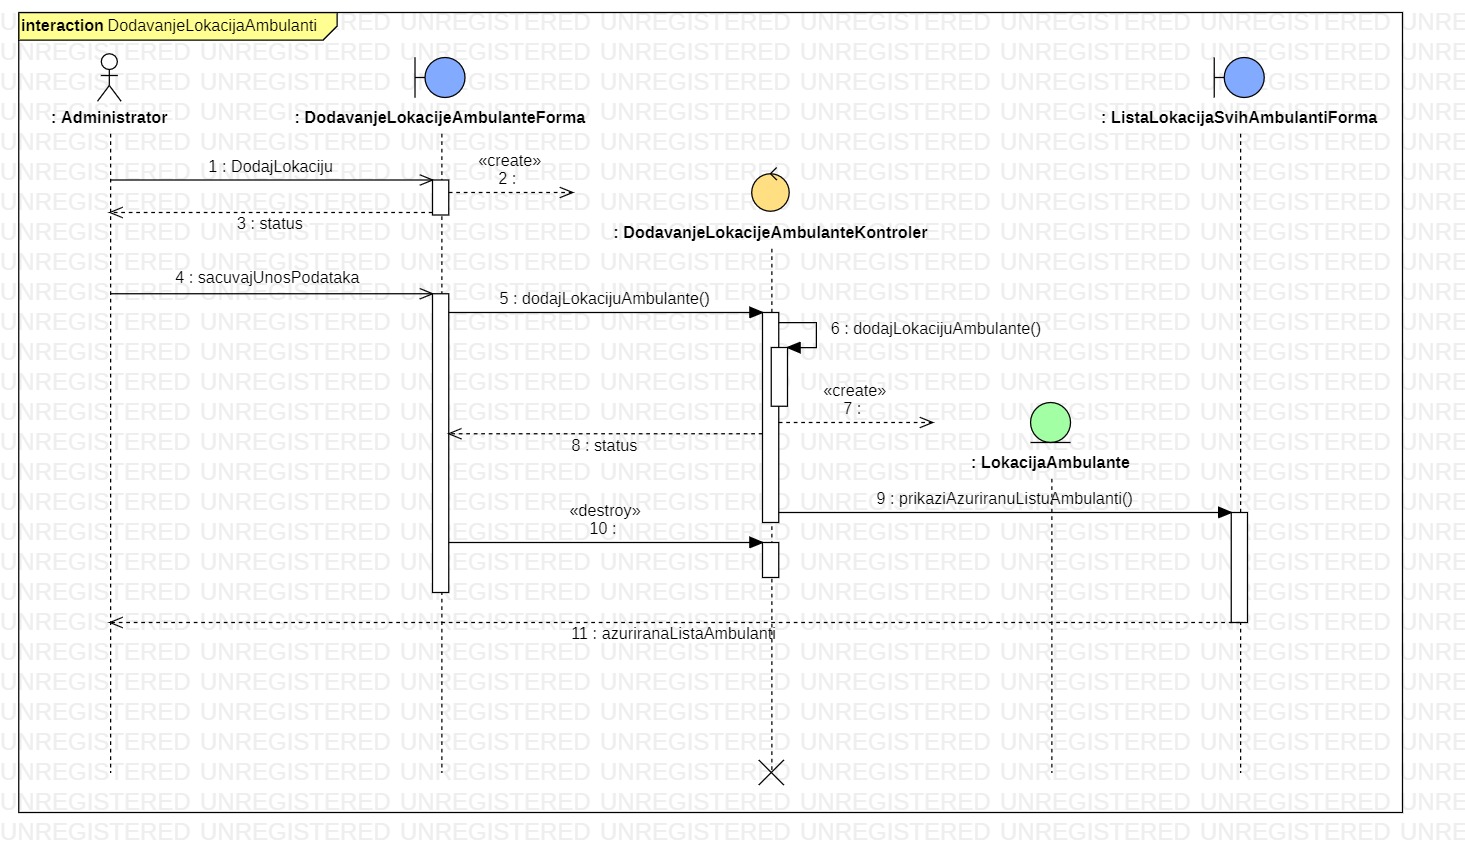 interaction DodavanjeLokacijaAmbulanti
: Administrator
: DodavanjeLokacijeAmbulanteForma
: ListaLokacijaSvihAmbulantiForma
1 : DodajLokaciju
«create»
2 :
3 : status
: DodavanjeLokacijeAmbulanteKontroler
4 : sacuvajUnosPodataka
5 : dodajLokacijuAmbulante()
6 : dodajLokacijuAmbulante()
«create»
7 :
8 : status
: LokacijaAmbulante
9 : prikaziAzuriranuListuAmbulanti()
«destroy»
10 :
11 : azuriranaListaAmbulanti
UNREGISTERED